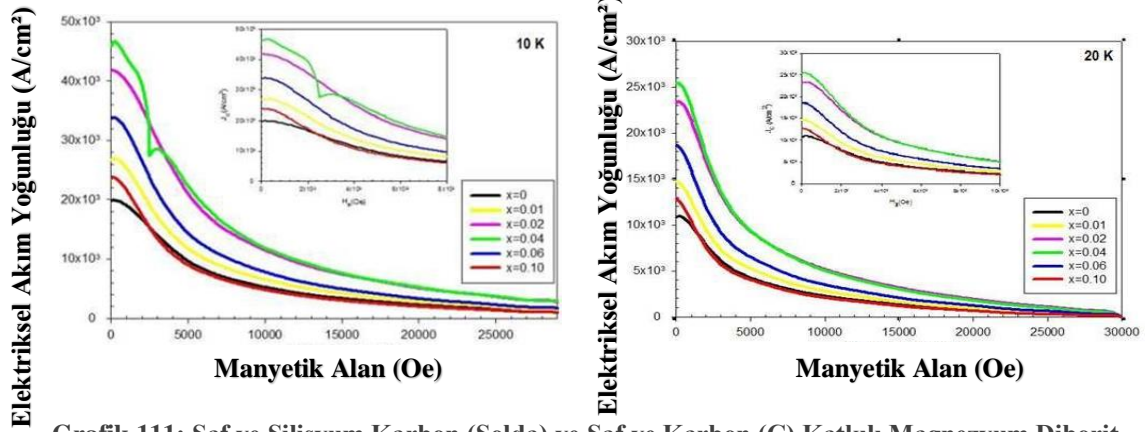 Elektriksel Akım Yoğunluğu (A/cm²)
50x10³
40x10³
30x10³
20x10³
10x10³
0
0 5000 10000 15000 20000 25000
Manyetik Alan (Oe)
10 K
x=0
x=0.01
x=0.02
x=0.04
x=0.06
x=0.10
Elektriksel Akım Yoğunluğu (A/cm²)
30x10³
25x10³
20x10³
15x10³
10x10³
5x10³
0
0 5000 10000 15000 20000 25000 30000
Manyetik Alan (Oe)
20 K
x=0
x=0.01
x=0.02
x=0.04
x=0.06
x=0.10
Grafik 111: Saf ve Silisyum Karbon (Solda) ve Saf ve Karbon (C) Katkılı Magnezyum Diborit